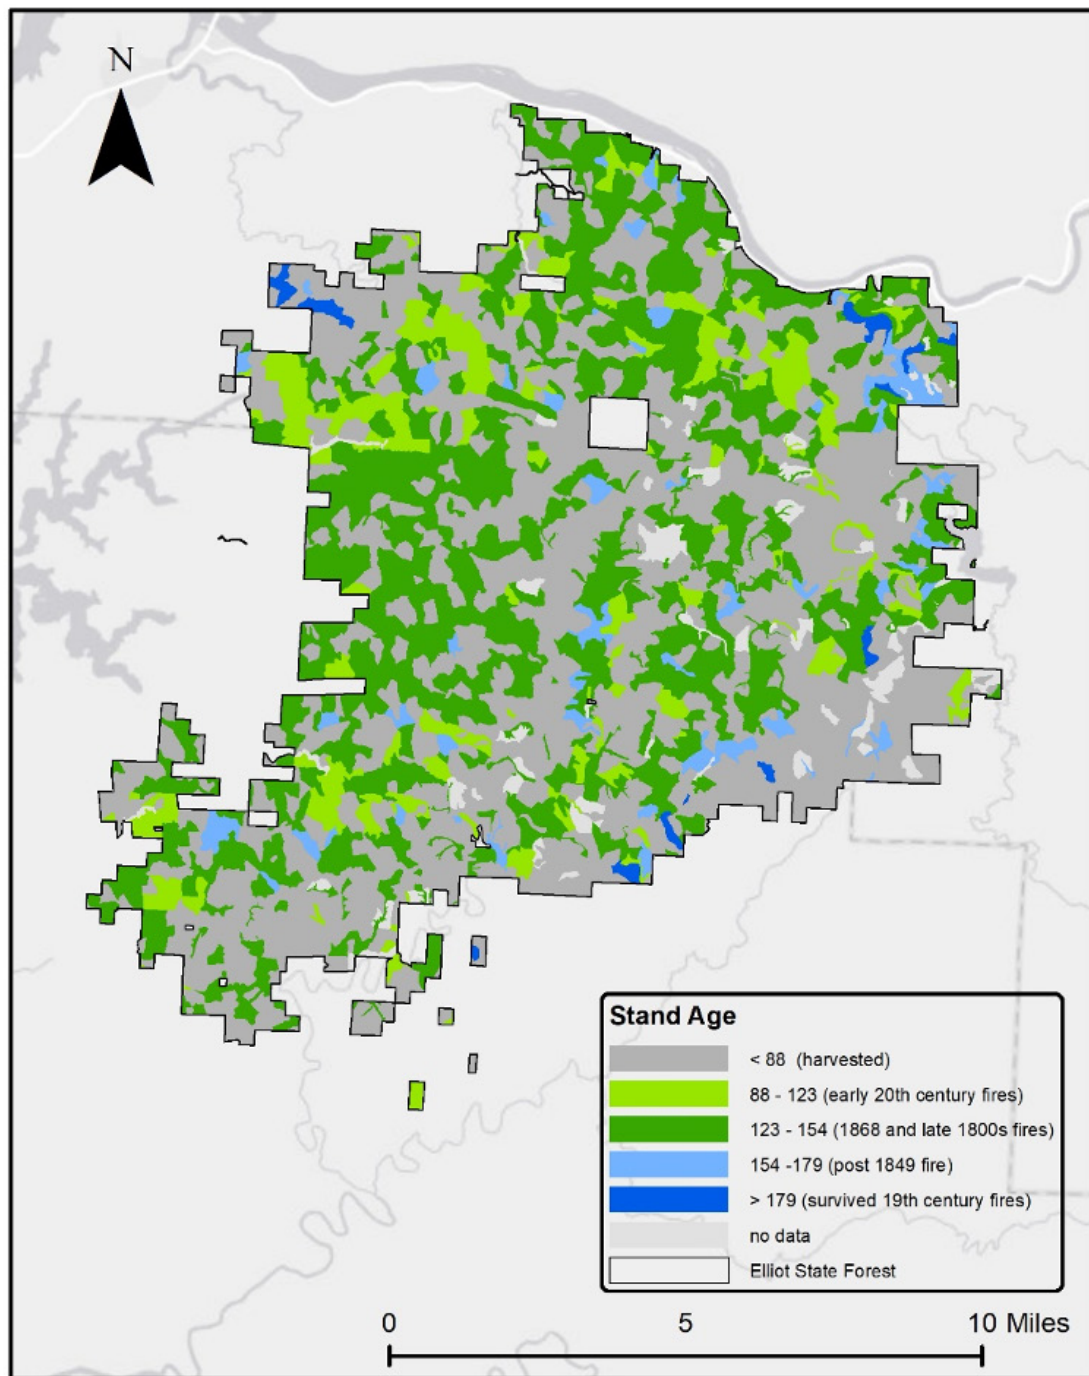 N
Stand Age
< 88 (harvested)
88 - 123 (early 20th century fires)
123 - 154 (1868 and late 1800s fires)
154 -179 (post 1849 fire)
> 179 (survived 19th century fires)
no data
Elliot State Forest
0 5 10 Miles